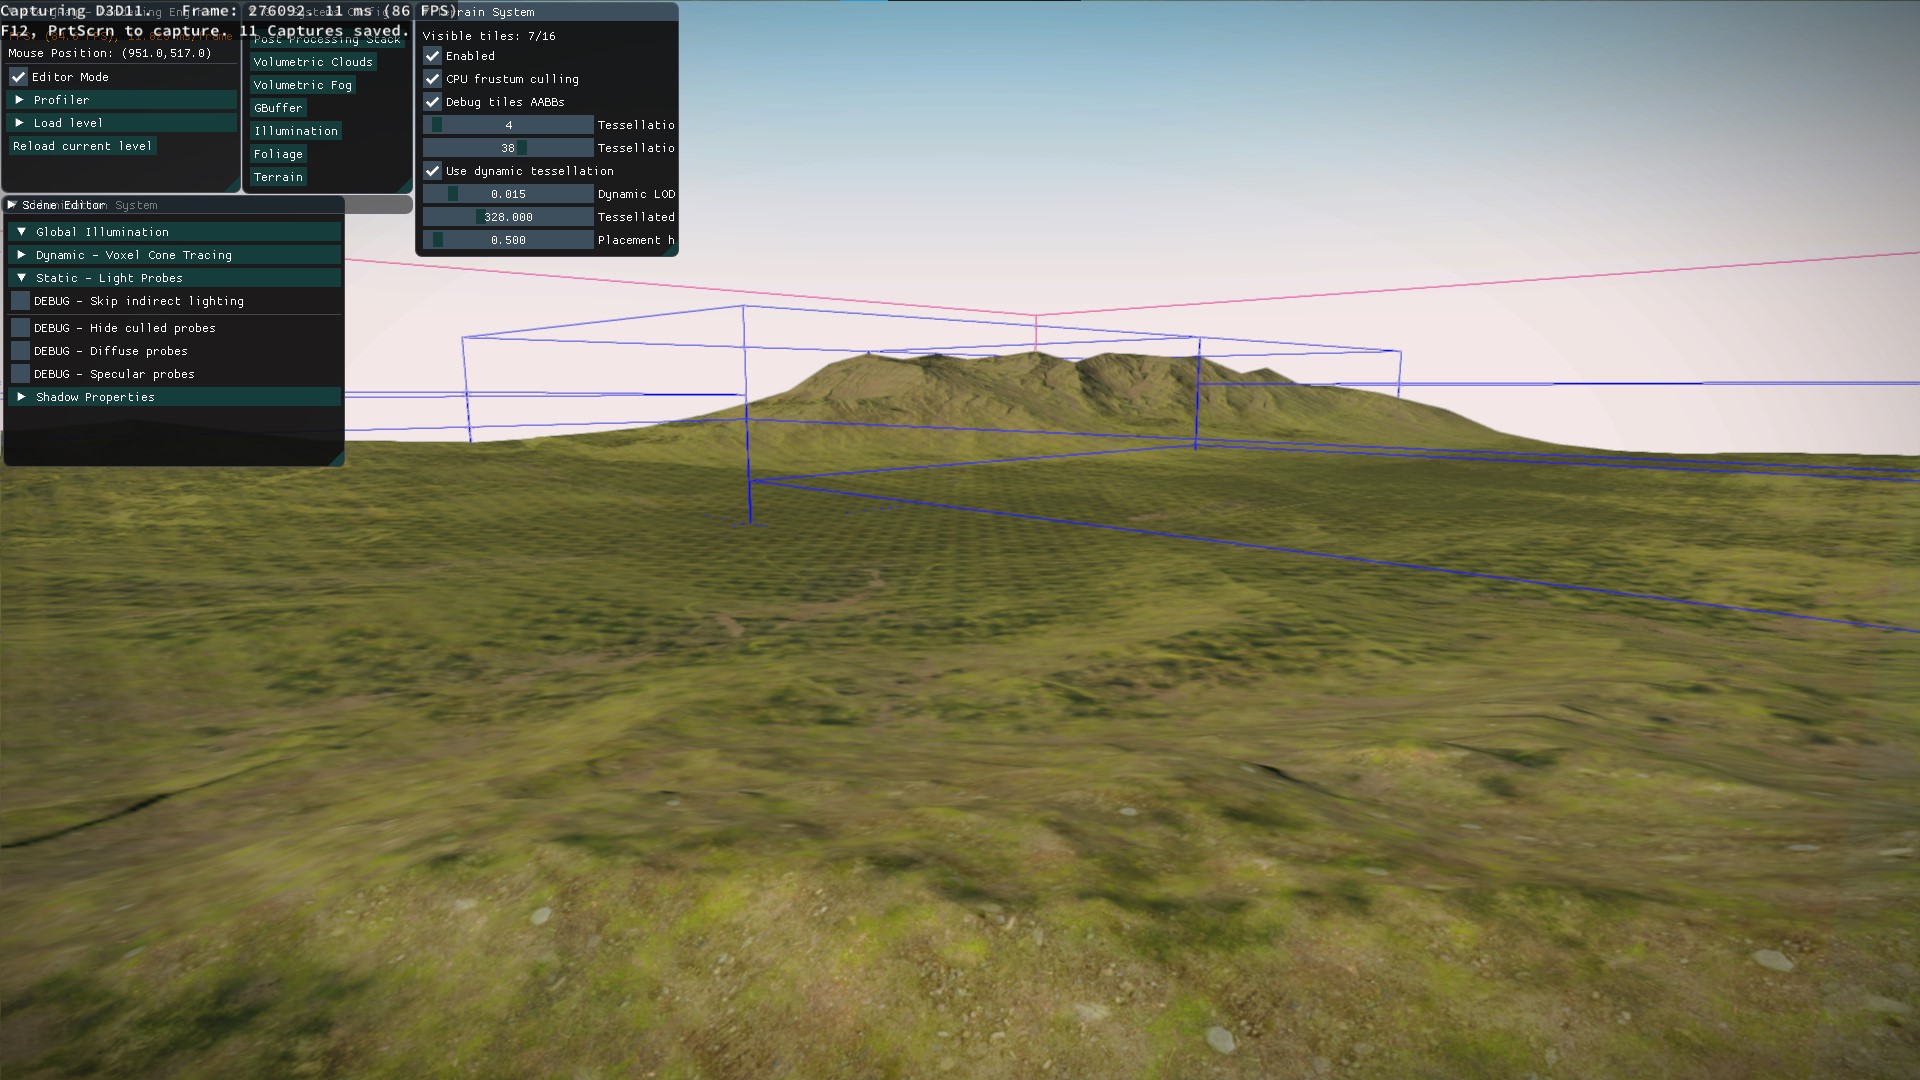 Capturing D3D11. Frame: 276092. 11 ms (86 FPS)
F12, PrtScrn to capture. 11 Captures saved.
Mouse Position: (951.0,517.0)
Editor Mode
Profiler
Load level
Reload current level
Post Processing Stack
Volumetric Clouds
Volumetric Fog
GBuffer
Illumination
Foliage
Terrain
Terrain System
Visible tiles: 7/16
Enabled
CPU frustum culling
Debug tiles AABBs
4 Tessellatio
38 Tessellatio
Use dynamic tessellation
0.015 Dynamic LOD
328.000 Tessellated
0.500 Placement h
Scene Editor
System
Global Illumination
Dynamic - Voxel Cone Tracing
Static - Light Probes
DEBUG - Skip indirect lighting
DEBUG - Hide culled probes
DEBUG - Diffuse probes
DEBUG - Specular probes
Shadow Properties